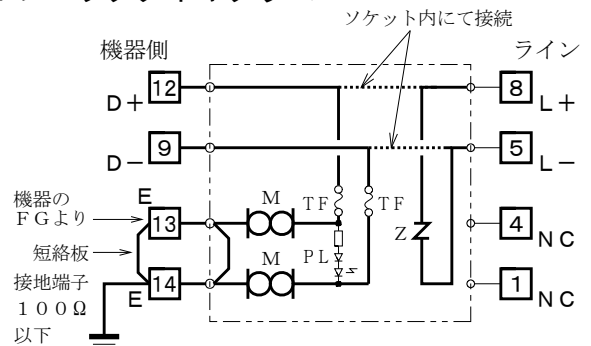 ソケット内にて接続
機器側
ライン
D+ 12
8 L+
D- 9
5 L-
機器の
FGより
E
13
M
TF
TF
Z
4 NC
短絡板
PL
接地端子
100Ω
以下
E
14
M
1 NC